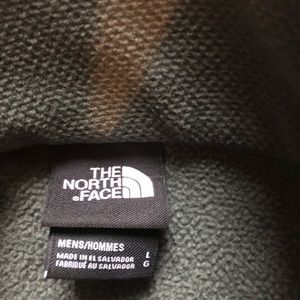 THE
NORTH
FACE
MENS/HOMMES
MADE IN EL SALVADOR L
FABRIQUÉ AU SALVADOR G